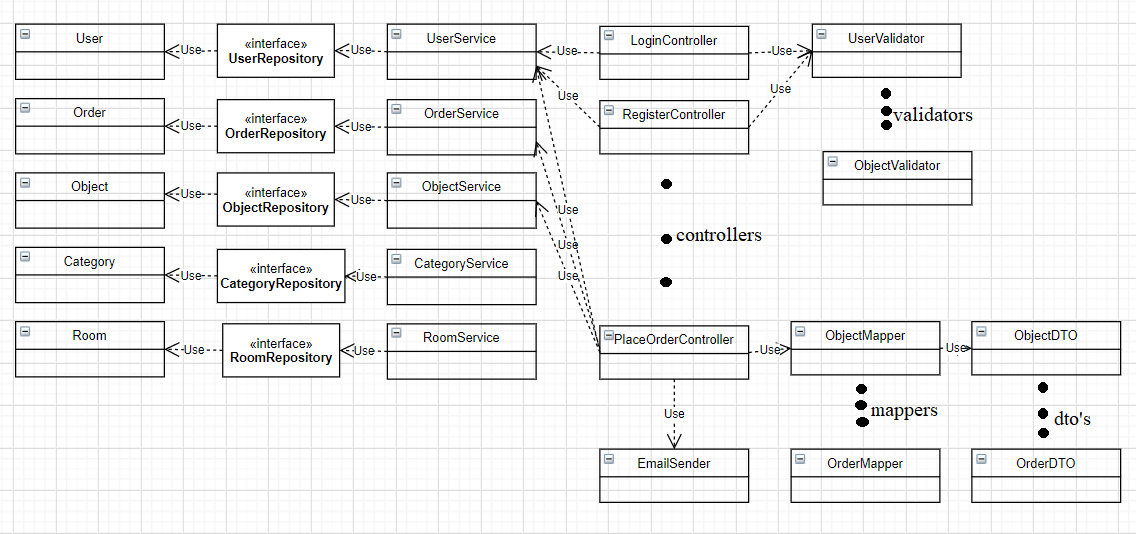 User
Use
«interface»
UserRepository
Use
UserService
Use
LoginController
Use
UserValidator
Order
Use
«interface»
OrderRepository
Use
OrderService
Use
RegisterController
Use
validators
Object
Use
«interface»
ObjectRepository
Use
ObjectService
ObjectValidator
Use
Use
Use
controllers
Category
Use
«interface»
CategoryRepository
Use
CategoryService
Room
Use
«interface»
RoomRepository
Use
RoomService
PlaceOrderController
Use
ObjectMapper
Use
ObjectDTO
Use
mappers
dto's
EmailSender
OrderMapper
OrderDTO